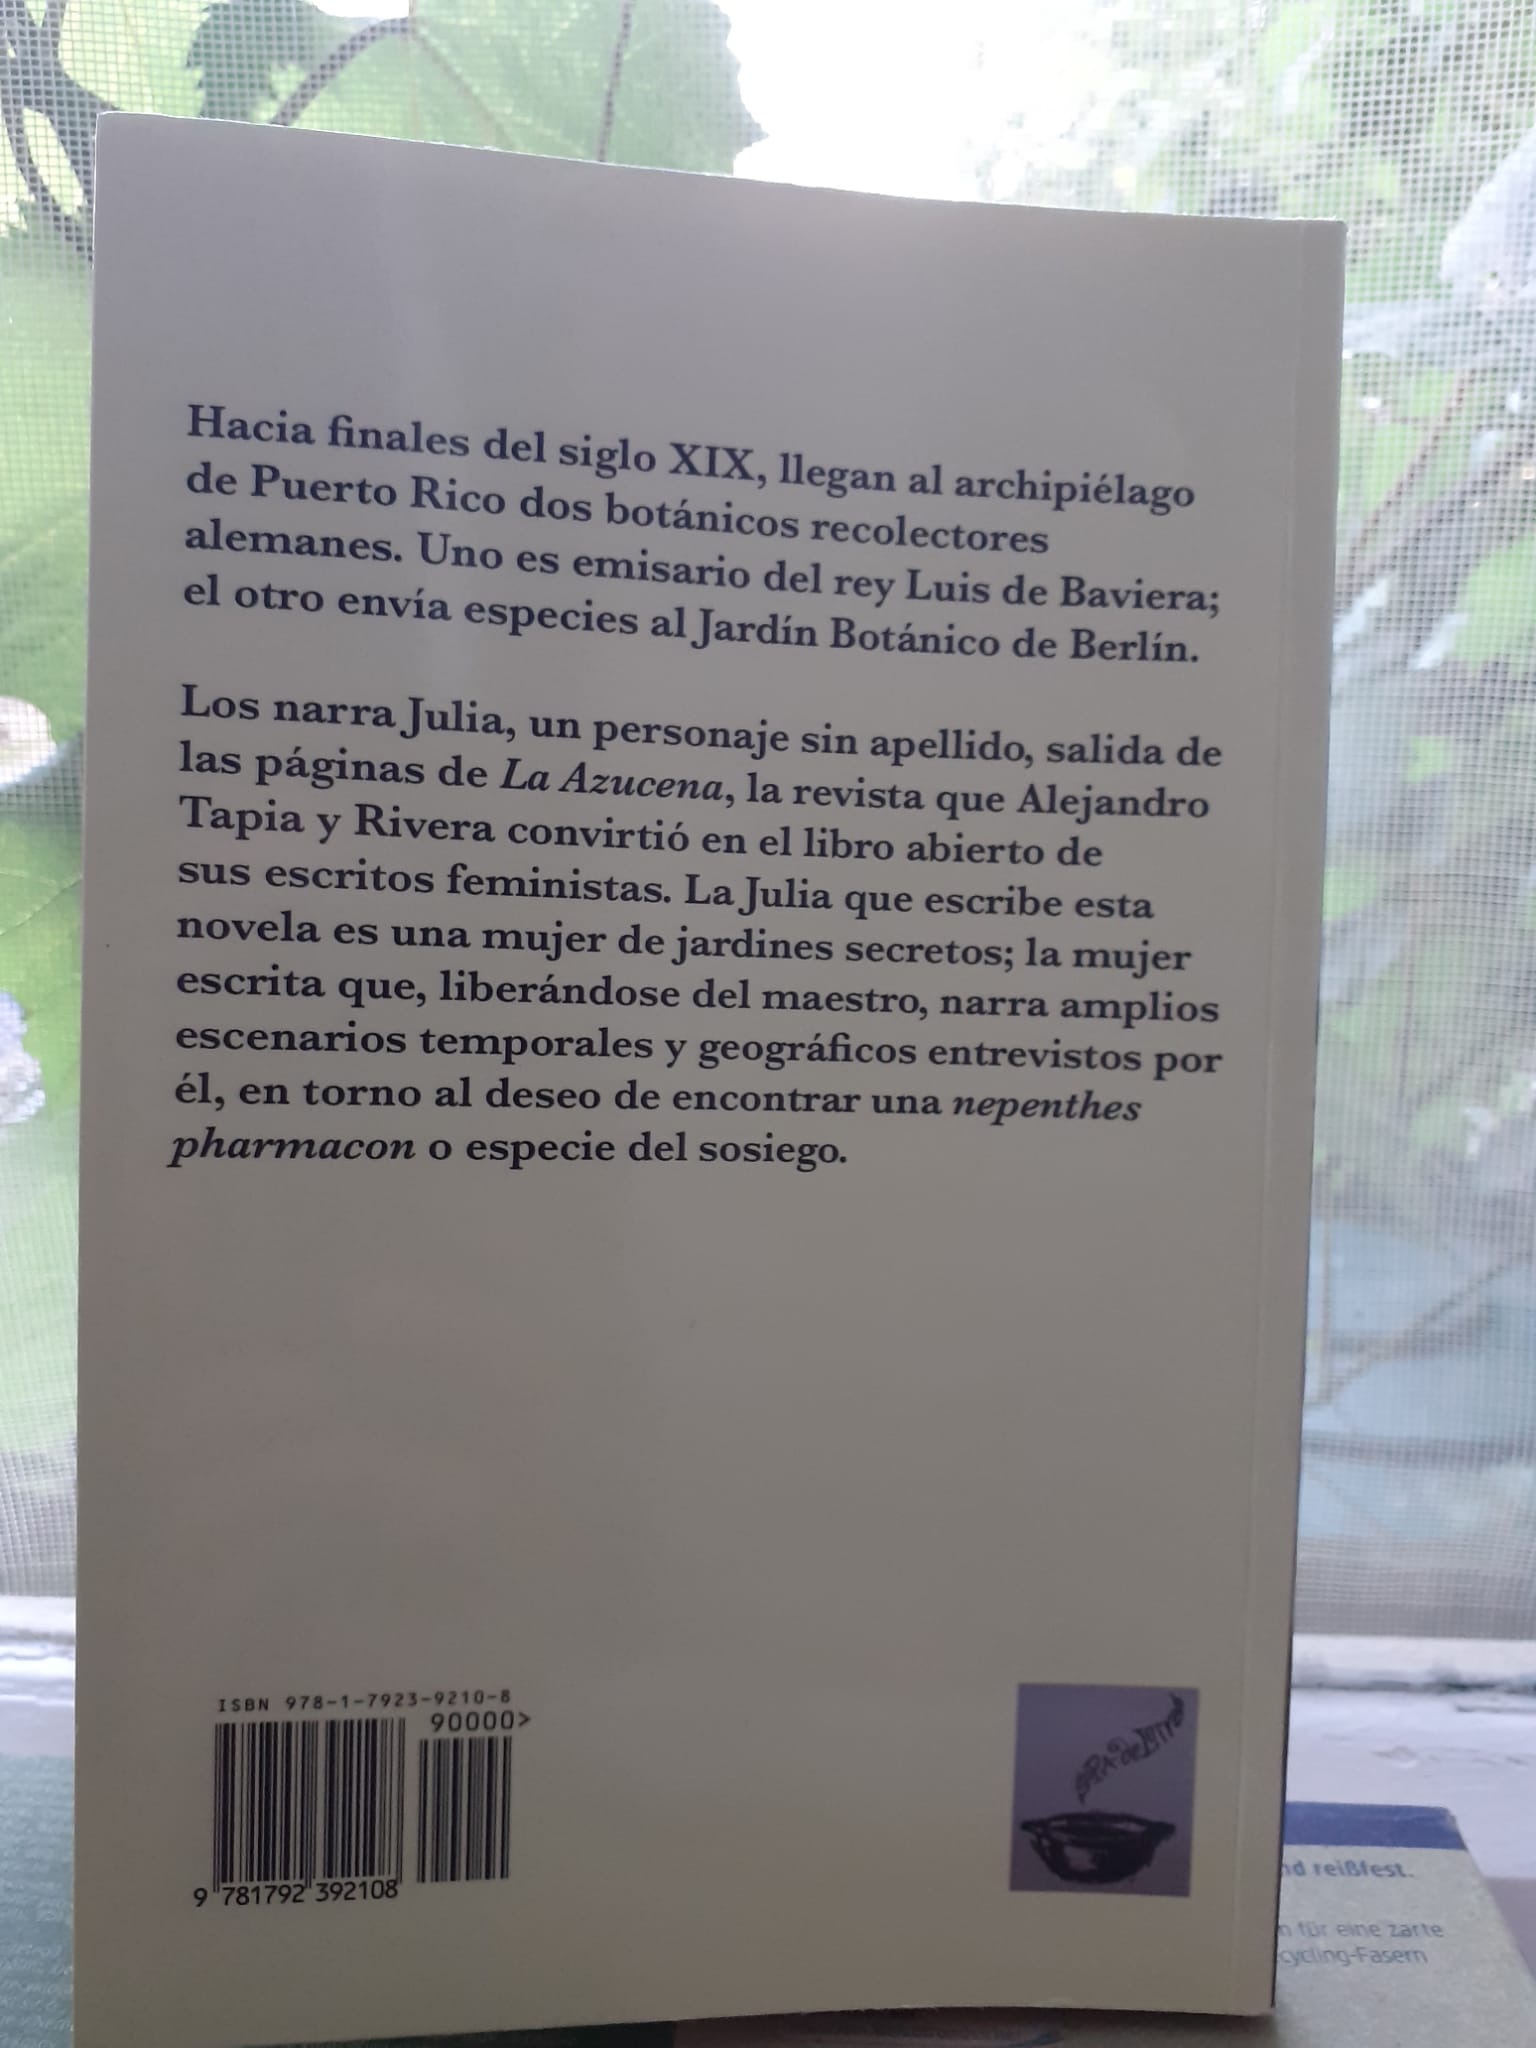 Hacia finales del siglo XIX, llegan al archipiélago
de Puerto Rico dos botánicos recolectores
alemanes. Uno es emisario del rey Luis de Baviera;
el otro envía especies al Jardín Botánico de Berlín.
Los narra Julia, un personaje sin apellido, salida de
las páginas de La Azucena, la revista que Alejandro
Tapia y Rivera convirtió en el libro abierto de
sus escritos feministas. La Julia que escribe esta
novela es una mujer de jardines secretos; la mujer
escrita que, liberándose del maestro, narra amplios
escenarios temporales y geográficos entrevistos por
él, en torno al deseo de encontrar una nepenthes
pharmacon o especie del sosiego.
ISBN 978-1-7923-9210-8
90000>
9 781792 392108
reißfest.
für eine zarte
cycling-Fasern